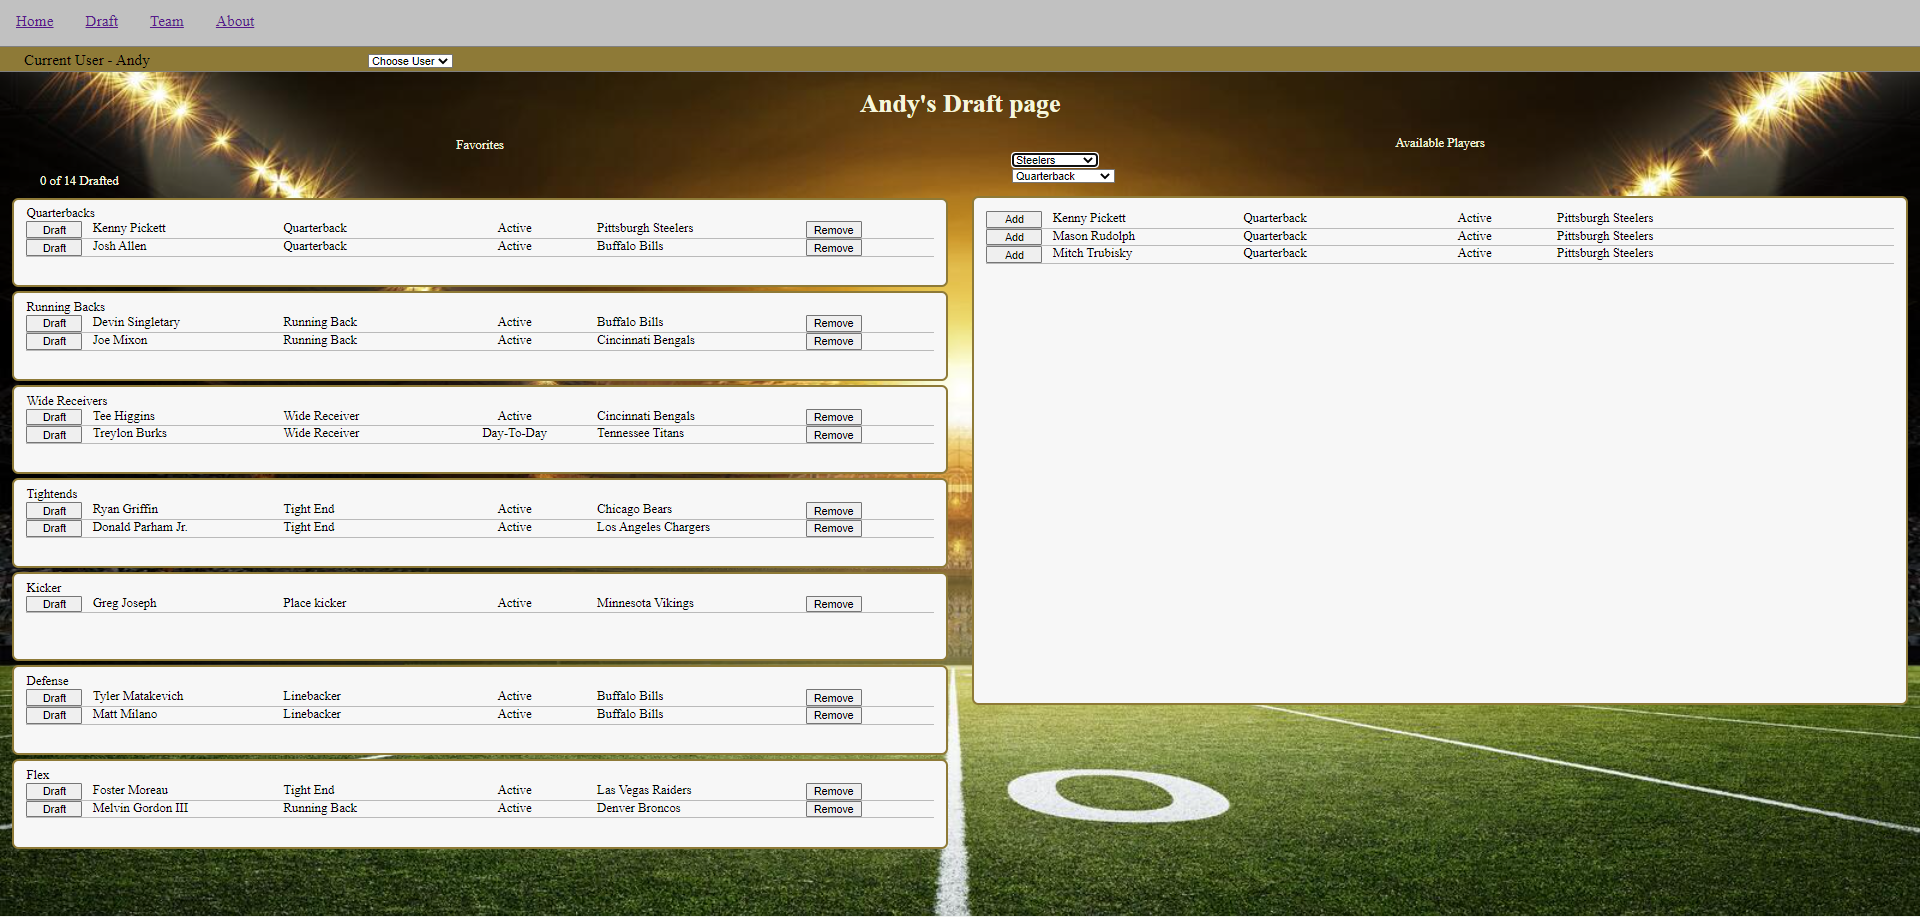 Home Draft Team About
Current User - Andy Choose User
Andy's Draft page
Favorites
0 of 14 Drafted
Quarterbacks
Draft Kenny Pickett Quarterback Active Pittsburgh Steelers Remove
Draft Josh Allen Quarterback Active Buffalo Bills Remove
Running Backs
Draft Devin Singletary Running Back Active Buffalo Bills Remove
Draft Joe Mixon Running Back Active Cincinnati Bengals Remove
Wide Receivers
Draft Tee Higgins Wide Receiver Active Cincinnati Bengals Remove
Draft Treylon Burks Wide Receiver Day-To-Day Tennessee Titans Remove
Tightends
Draft Ryan Griffin Tight End Active Chicago Bears Remove
Draft Donald Parham Jr. Tight End Active Los Angeles Chargers Remove
Kicker
Draft Greg Joseph Place kicker Active Minnesota Vikings Remove
Defense
Draft Tyler Matakevich Linebacker Active Buffalo Bills Remove
Draft Matt Milano Linebacker Active Buffalo Bills Remove
Flex
Draft Foster Moreau Tight End Active Las Vegas Raiders Remove
Draft Melvin Gordon III Running Back Active Denver Broncos Remove
Available Players
Steelers
Quarterback
Add Kenny Pickett Quarterback Active Pittsburgh Steelers
Add Mason Rudolph Quarterback Active Pittsburgh Steelers
Add Mitch Trubisky Quarterback Active Pittsburgh Steelers